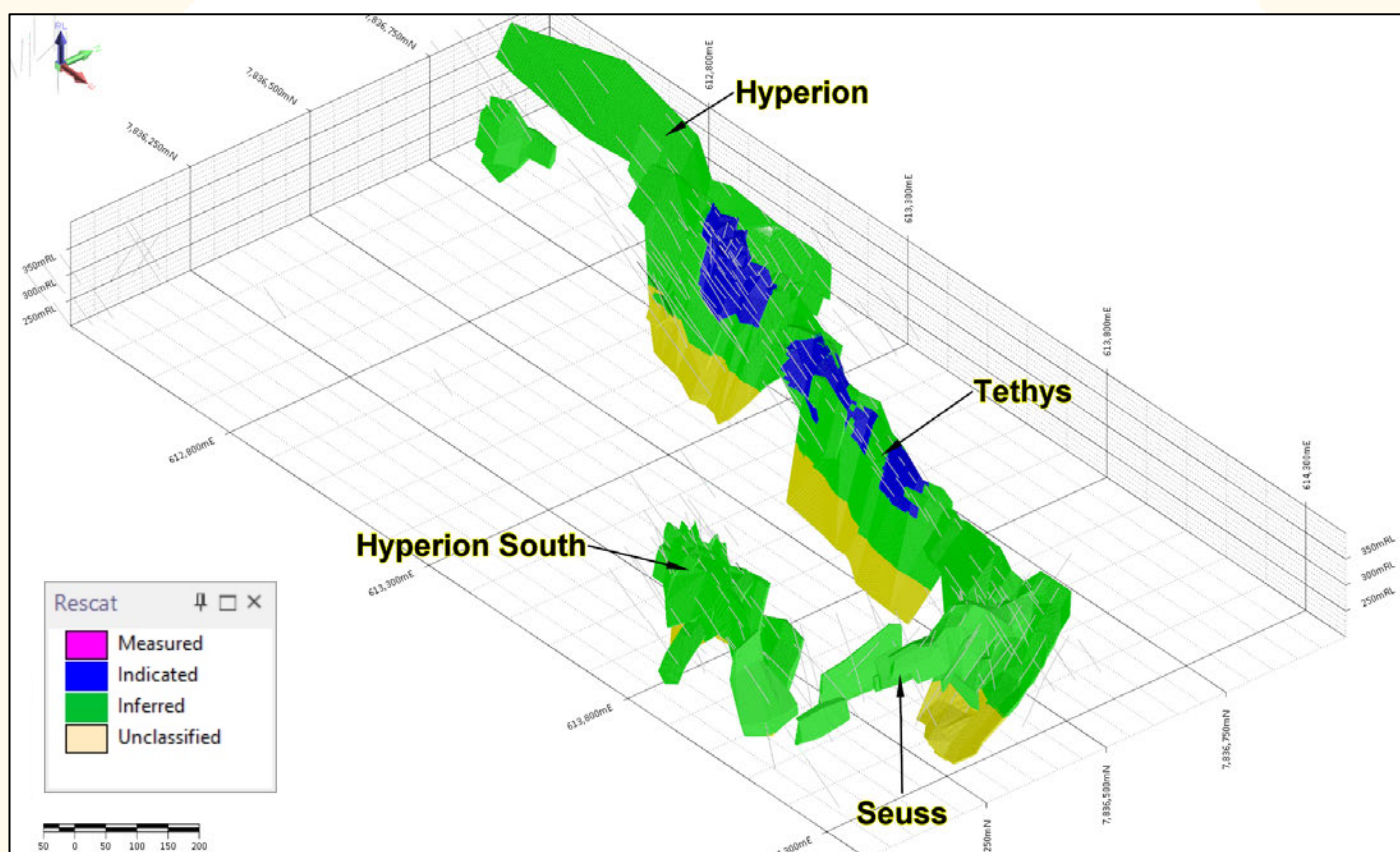 RL
7,836,750mN
612,800mE
Hyperion
7,836,500mN
7,836,250mN
613,300mE
350mRL
300mRL
250mRL
613,800mE
Tethys
612,800mE
614,300mE
Hyperion South
613,300mE
350mRL
300mRL
250mRL
Rescat
Measured
Indicated
Inferred
Unclassified
613,800mE
7,836,750mN
7,836,500mN
Seuss
50 0 50 100 150 200